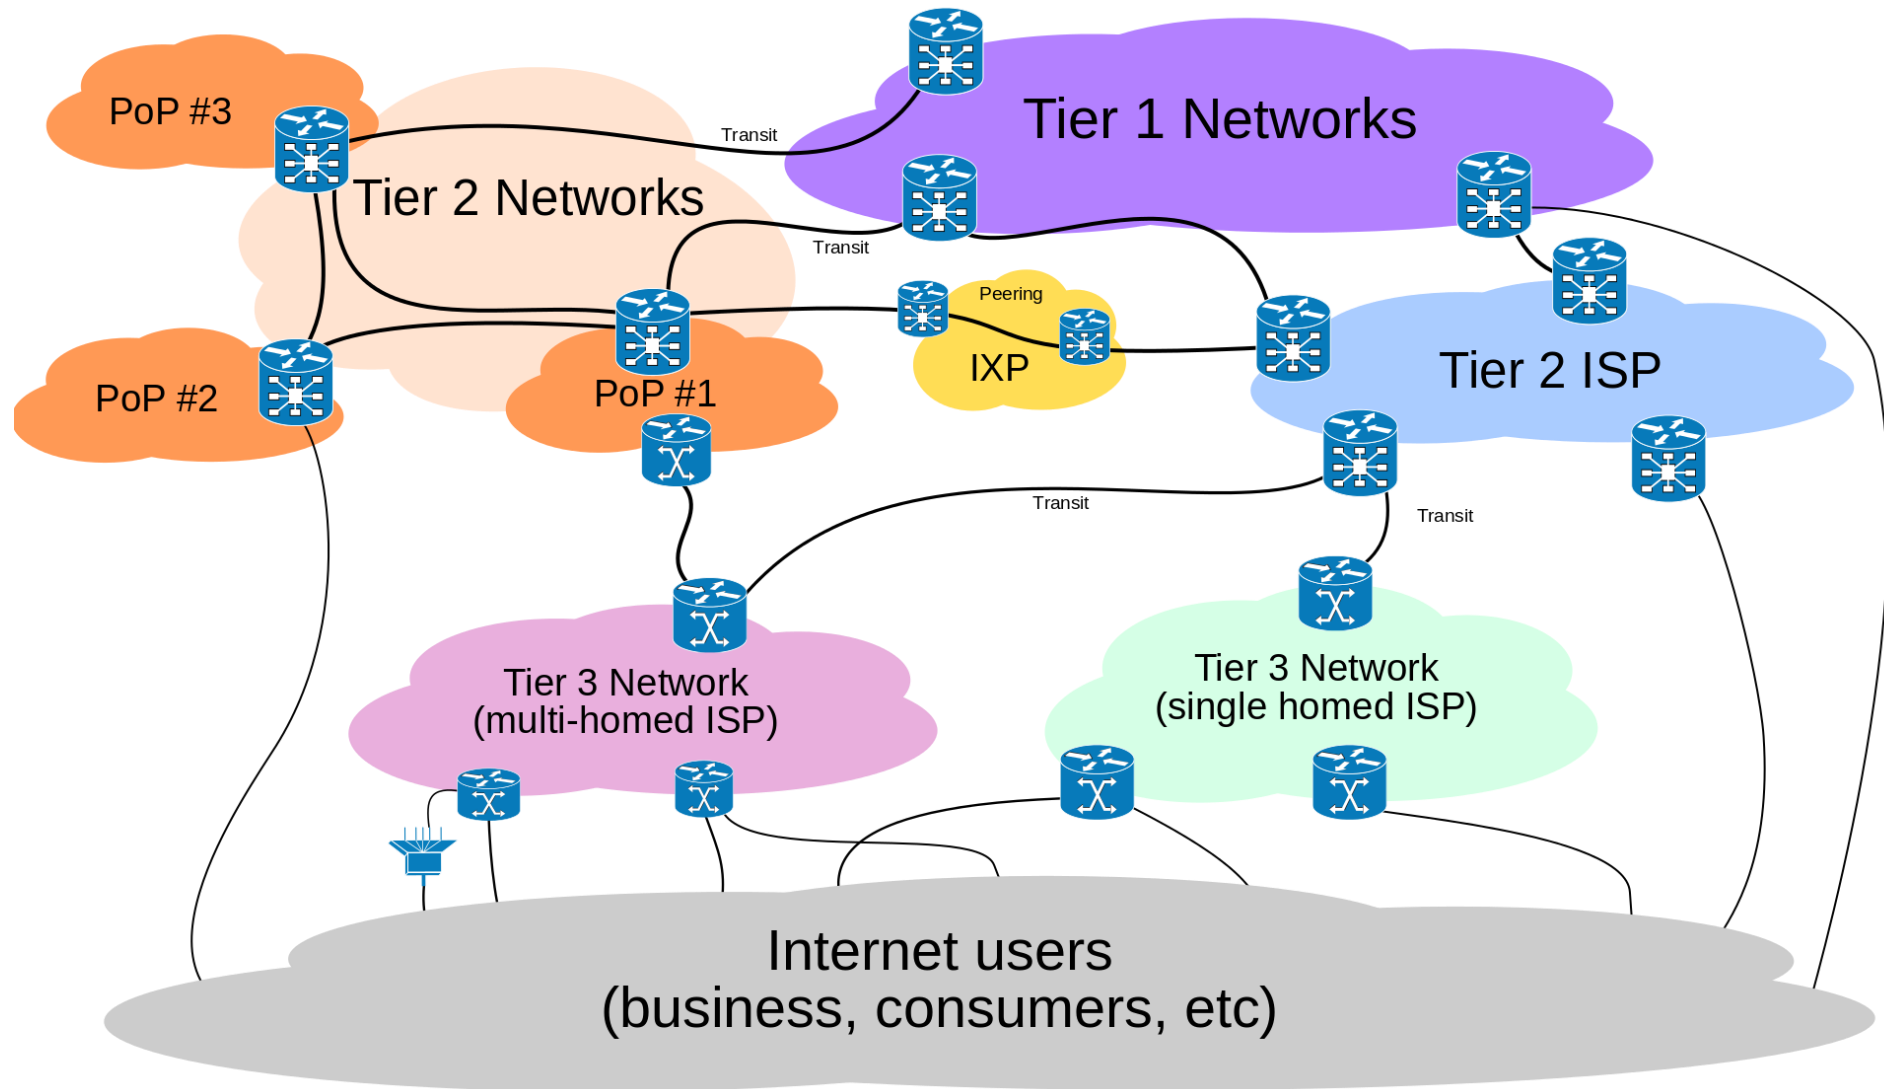 PoP #3
Transit
Tier 1 Networks
Tier 2 Networks
Transit
Peering
IXP
Tier 2 ISP
PoP #2
PoP #1
Transit
Transit
Tier 3 Network
(multi-homed ISP)
Tier 3 Network
(single homed ISP)
Internet users
(business, consumers, etc)